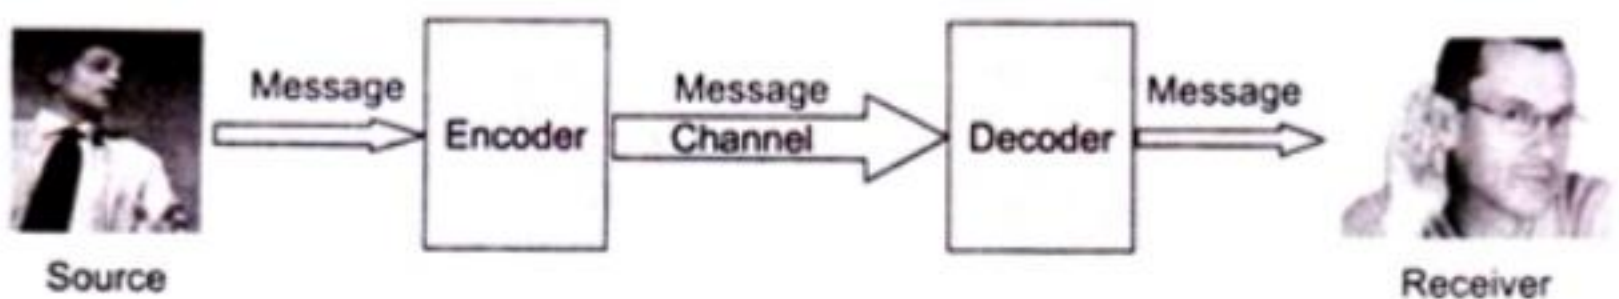 Message
Encoder
Message
Channel
Decoder
Message
Source
Receiver